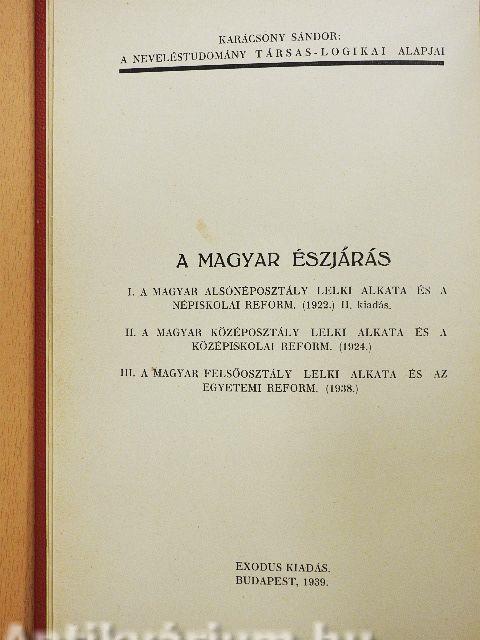 KARÁCSONY SÁNDOR:
A NEVELÉSTUDOMÁNY TÁRSAS-LOGIKAI ALAPJAI
A MAGYAR ÉSZJÁRÁS
I. A MAGYAR ALSÓNÉPOSZTÁLY LELKI ALKATA ÉS A
NÉPISKOLAI REFORM. (1922.) II. kiadás.
II. A MAGYAR KÖZÉPOSZTÁLY LELKI ALKATA ÉS A
KÖZÉPISKOLAI REFORM. (1924.)
III. A MAGYAR FELSŐOSZTÁLY LELKI ALKATA ÉS AZ
EGYETEMI REFORM. (1938.)
EXODUS KIADÁS.
BUDAPEST, 1939.
Antikvárium.hu